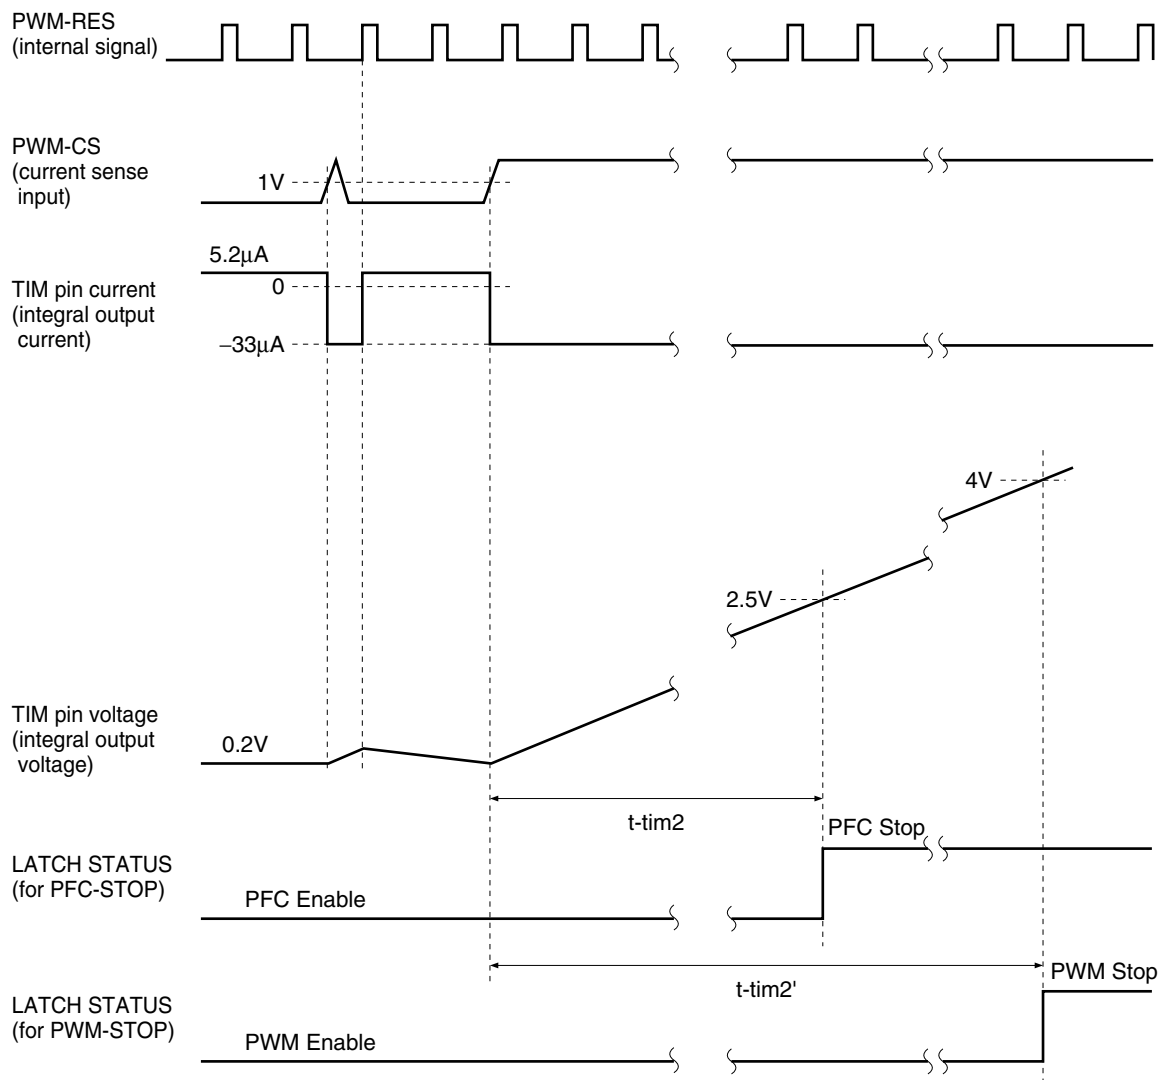 PWM-RES
(internal signal)
PWM-CS
(current sense
input)
1V
5.2μA
TIM pin current
(integral output
current)
0
−33μA
4V
2.5V
TIM pin voltage
(integral output
voltage)
0.2V
t-tim2
PFC Stop
LATCH STATUS
(for PFC-STOP)
PFC Enable
t-tim2'
PWM Stop
LATCH STATUS
(for PWM-STOP)
PWM Enable